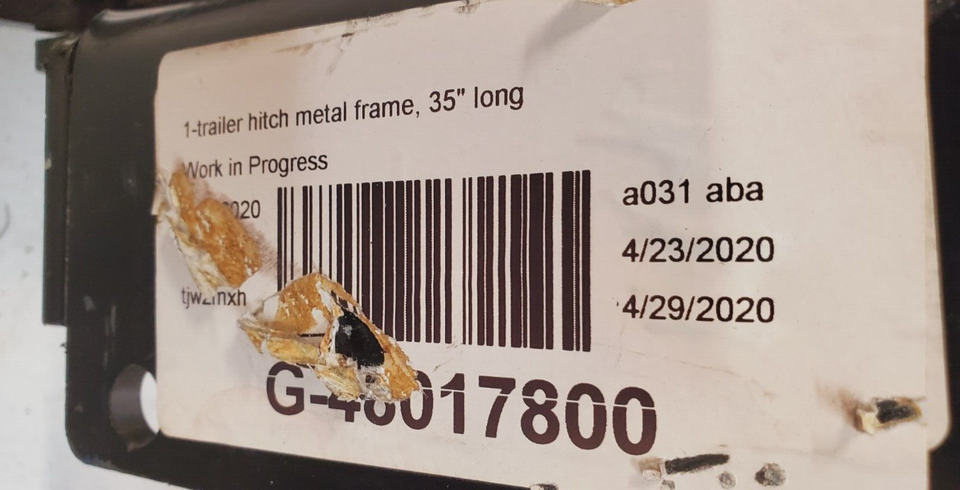 1-trailer hitch metal frame, 35" long
Work in Progress
a031 aba
4/23/2020
4/29/2020